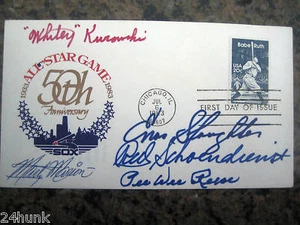 "Whitey" Kurowski
ALL-STAR GAME
1933 50th 1983
Anniversary
SOX
Babe Ruth
USA
20c
CHICAGO, IL
JUL
6
1983
FIRST DAY OF ISSUE
Enos Slaughter
Red Schoendienst
Pee Wee Reese
Marty Marion
24hunk